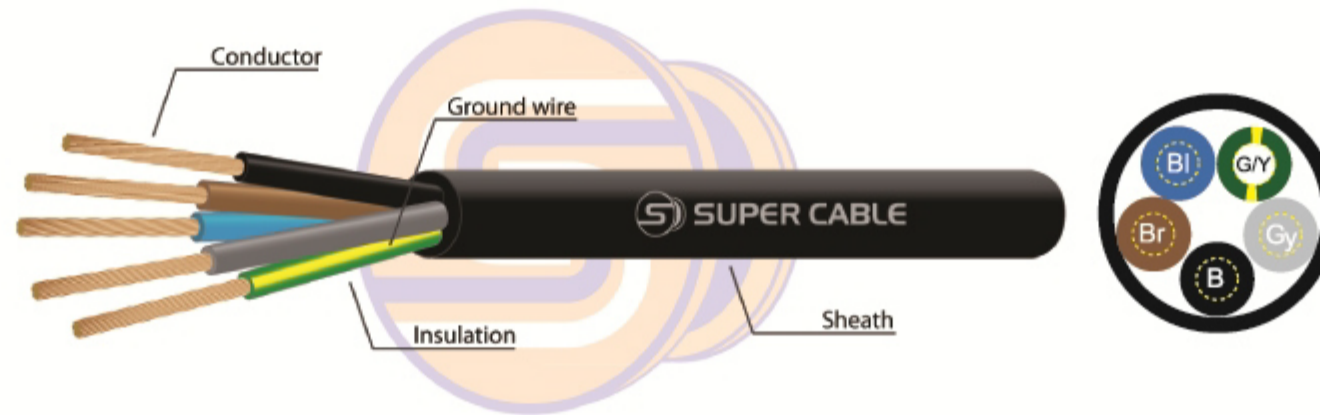 Conductor
Ground wire
SUPER CABLE
Insulation
Sheath
Bl
G/Y
Br
Gy
B